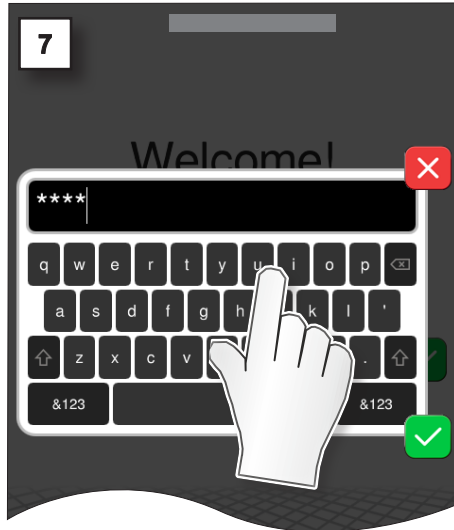 7
Welcome!
****
q w e r t y u i o p
a s d f g h k l '
z x c v .
&123 &123